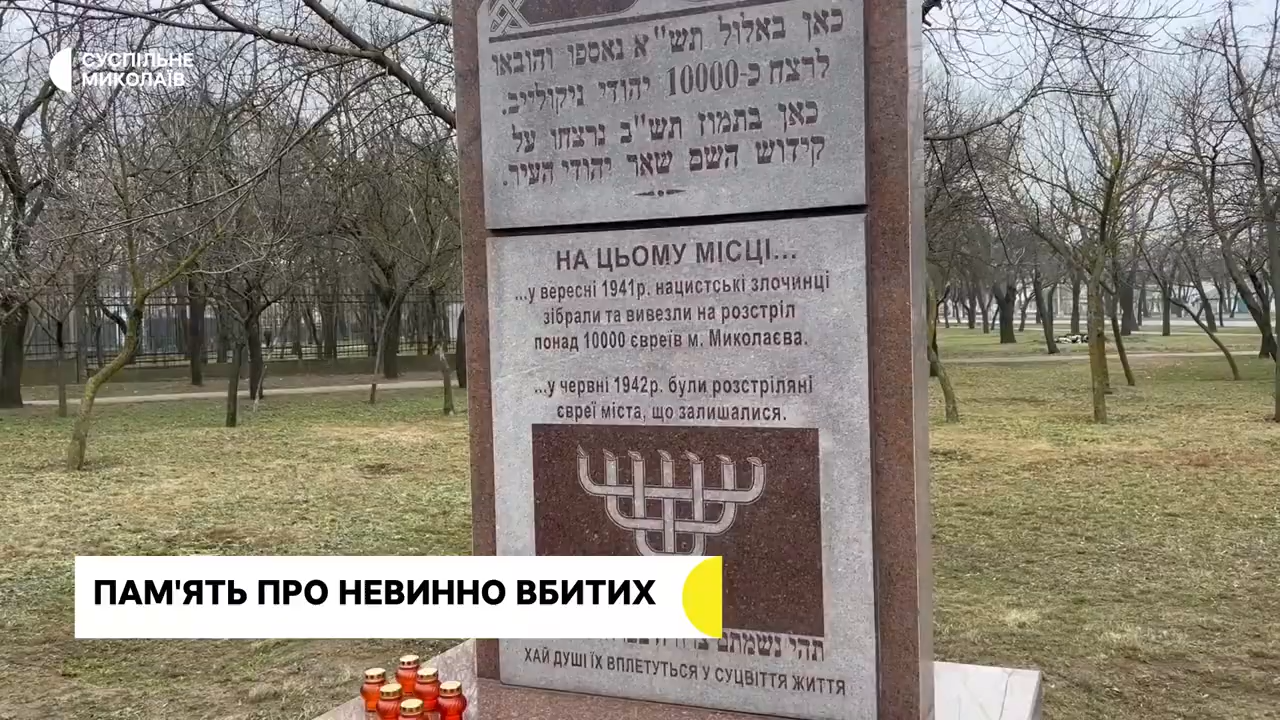 СУСПІЛЬНЕ
МИКОЛАЇВ
כאן באלול תש"א נאספו והובאו
לרצח כ-10000 יהודי ניקולייב.
כאן בתמוז תש"ב נרצחו על
קידוש השם שאר יהודי העיר.
НА ЦЬОМУ МІСЦІ...
...у вересні 1941р. нацистські злочинці
зібрали та вивезли на розстріл
понад 10000 євреїв м. Миколаєва.
...у червні 1942р. були розстріляні
євреї міста, що залишалися.
ПАМ'ЯТЬ ПРО НЕВИННО ВБИТИХ
תהי נשמתם
ХАЙ ДУШІ ЇХ ВПЛЕТУТЬСЯ У СУЦВІТТЯ ЖИТТЯ